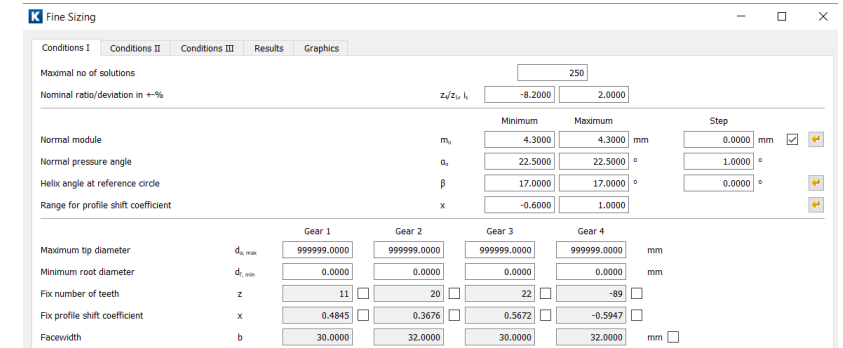 K Fine Sizing
Conditions I Conditions II Conditions III Results Graphics
Maximal no of solutions 250
Nominal ratio/deviation in +-% z₄/z₁, iₜ -8.2000 2.0000
Minimum Maximum Step
Normal module mₙ 4.3000 4.3000 mm 0.0000 mm
Normal pressure angle αₙ 22.5000 22.5000 ° 1.0000 °
Helix angle at reference circle β 17.0000 17.0000 ° 0.0000 °
Range for profile shift coefficient x -0.6000 1.0000
Gear 1 Gear 2 Gear 3 Gear 4
Maximum tip diameter dₐ, ₘₐₓ 999999.0000 999999.0000 999999.0000 999999.0000 mm
Minimum root diameter df, min 0.0000 0.0000 0.0000 0.0000 mm
Fix number of teeth z 11 20 22 -89
Fix profile shift coefficient x 0.4845 0.3676 0.5672 -0.5947
Facewidth b 30.0000 32.0000 30.0000 32.0000 mm